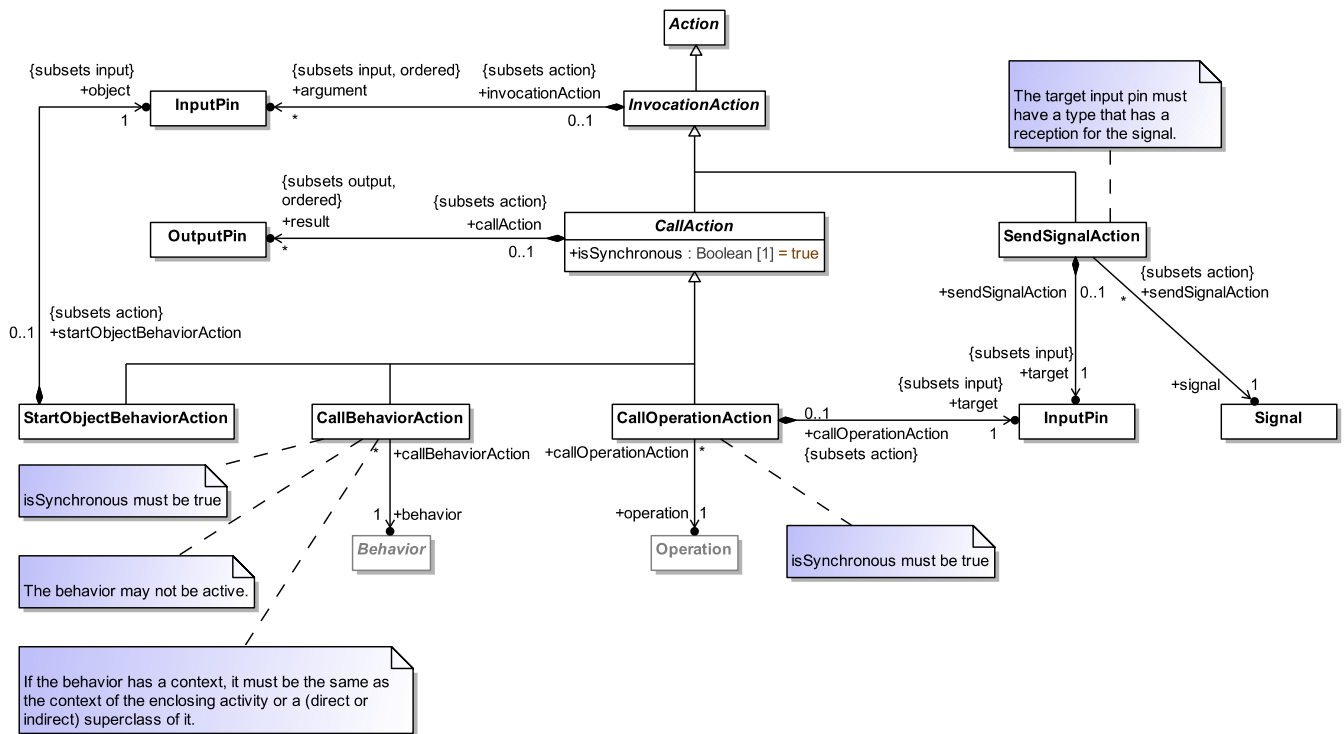 Action
{subsets input}
+object
1
InputPin
{subsets input, ordered}
+argument
*
{subsets action}
+invocationAction
0..1
InvocationAction
The target input pin must
have a type that has a
reception for the signal.
{subsets output,
ordered}
+result
*
OutputPin
{subsets action}
+callAction
0..1
CallAction
+isSynchronous : Boolean [1] = true
SendSignalAction
{subsets action}
+startObjectBehaviorAction
0..1
+sendSignalAction
0..1
{subsets action}
+sendSignalAction
*
{subsets input}
+target
1
+signal
1
StartObjectBehaviorAction
CallBehaviorAction
CallOperationAction
{subsets input}
+target
1
0..1
+callOperationAction
{subsets action}
InputPin
Signal
*
+callBehaviorAction
+callOperationAction
*
isSynchronous must be true
1
+behavior
+operation
1
Behavior
Operation
isSynchronous must be true
The behavior may not be active.
If the behavior has a context, it must be the same as
the context of the enclosing activity or a (direct or
indirect) superclass of it.